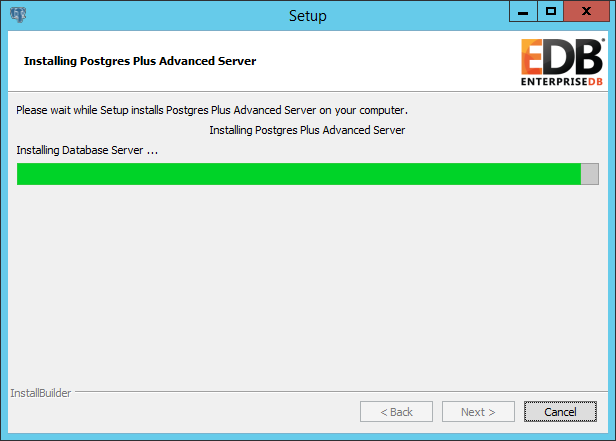 Setup
Installing Postgres Plus Advanced Server
EDB
ENTERPRISEDB
Please wait while Setup installs Postgres Plus Advanced Server on your computer.
Installing Postgres Plus Advanced Server
Installing Database Server ...
InstallBuilder
< Back
Next >
Cancel